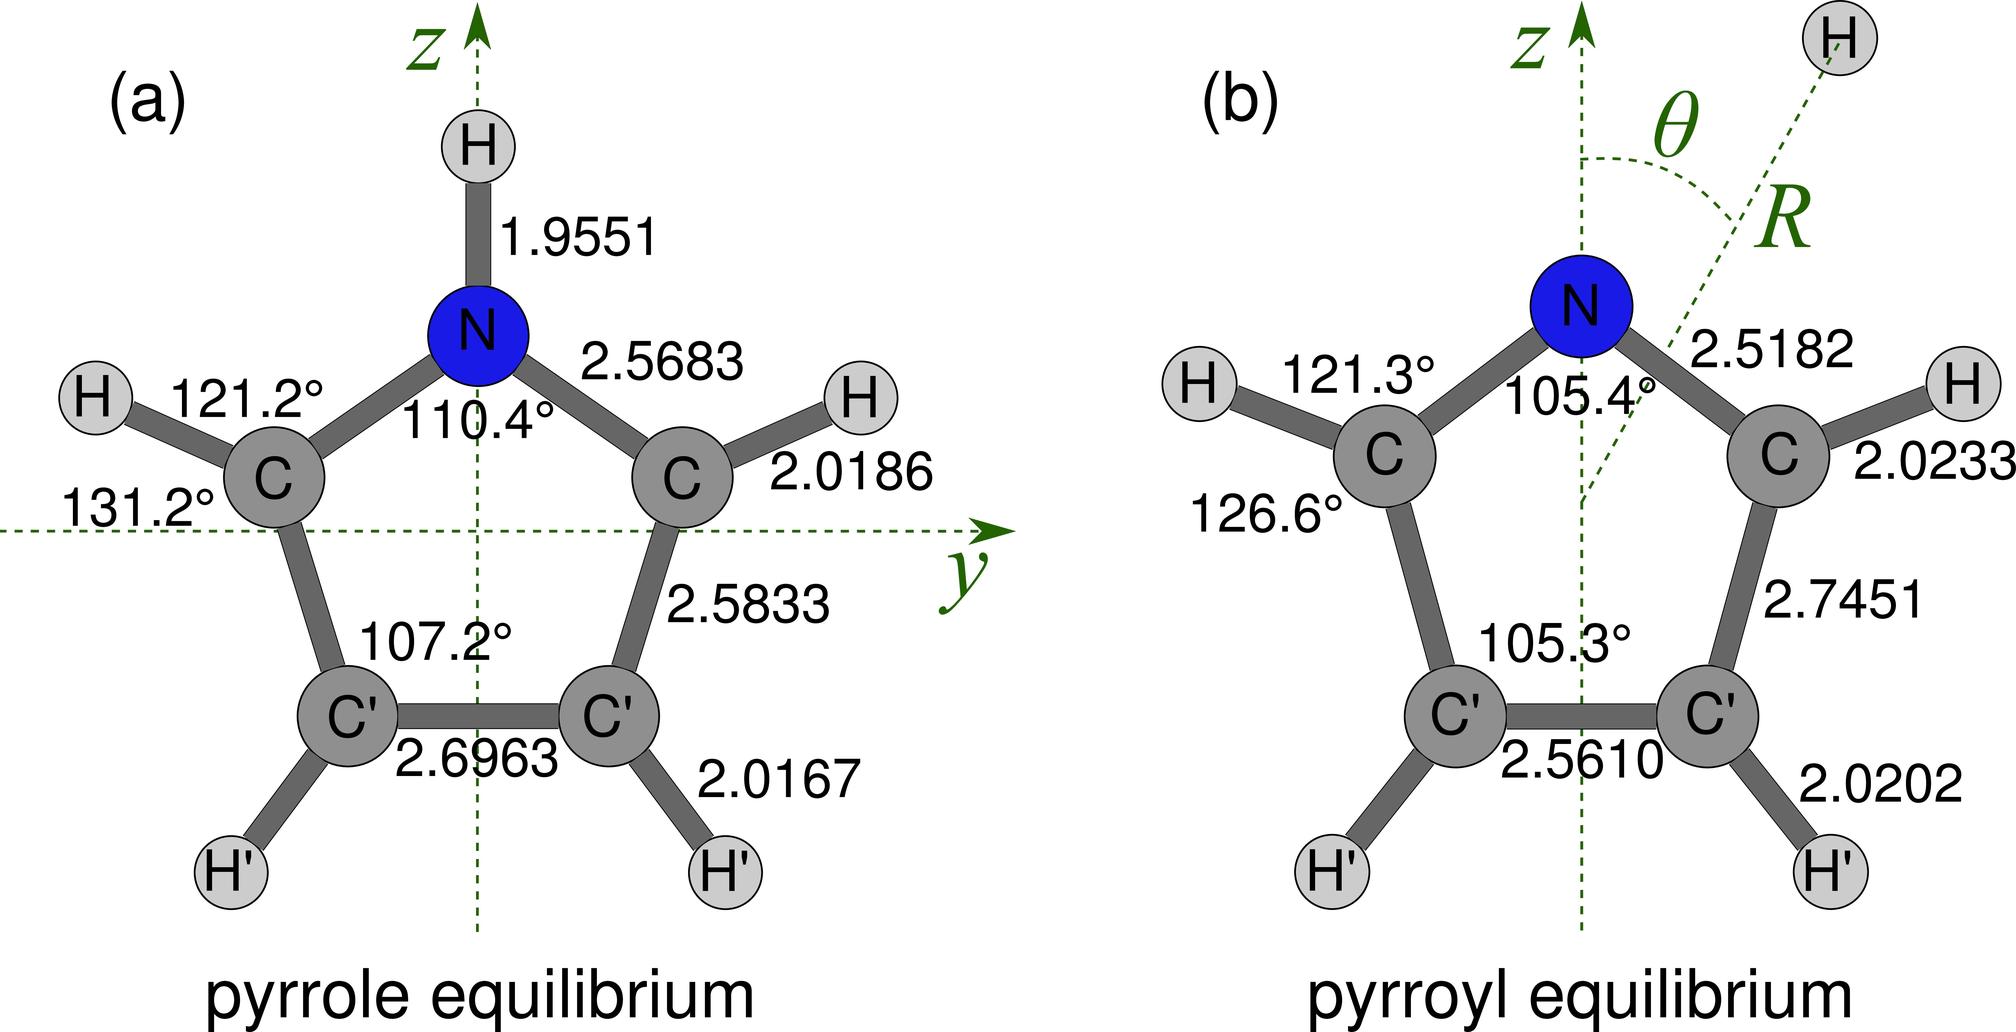 (a)
z
H
1.9551
N
2.5683
110.4°
H
121.2°
C
131.2°
C
H
2.0186
y
2.5833
107.2°
C'
C'
2.6963
2.0167
H'
H'
pyrrole equilibrium
(b)
z
θ
R
H
N
2.5182
105.4°
H
121.3°
C
126.6°
C
H
2.0233
2.7451
105.3°
C'
C'
2.5610
2.0202
H'
H'
pyrroyl equilibrium